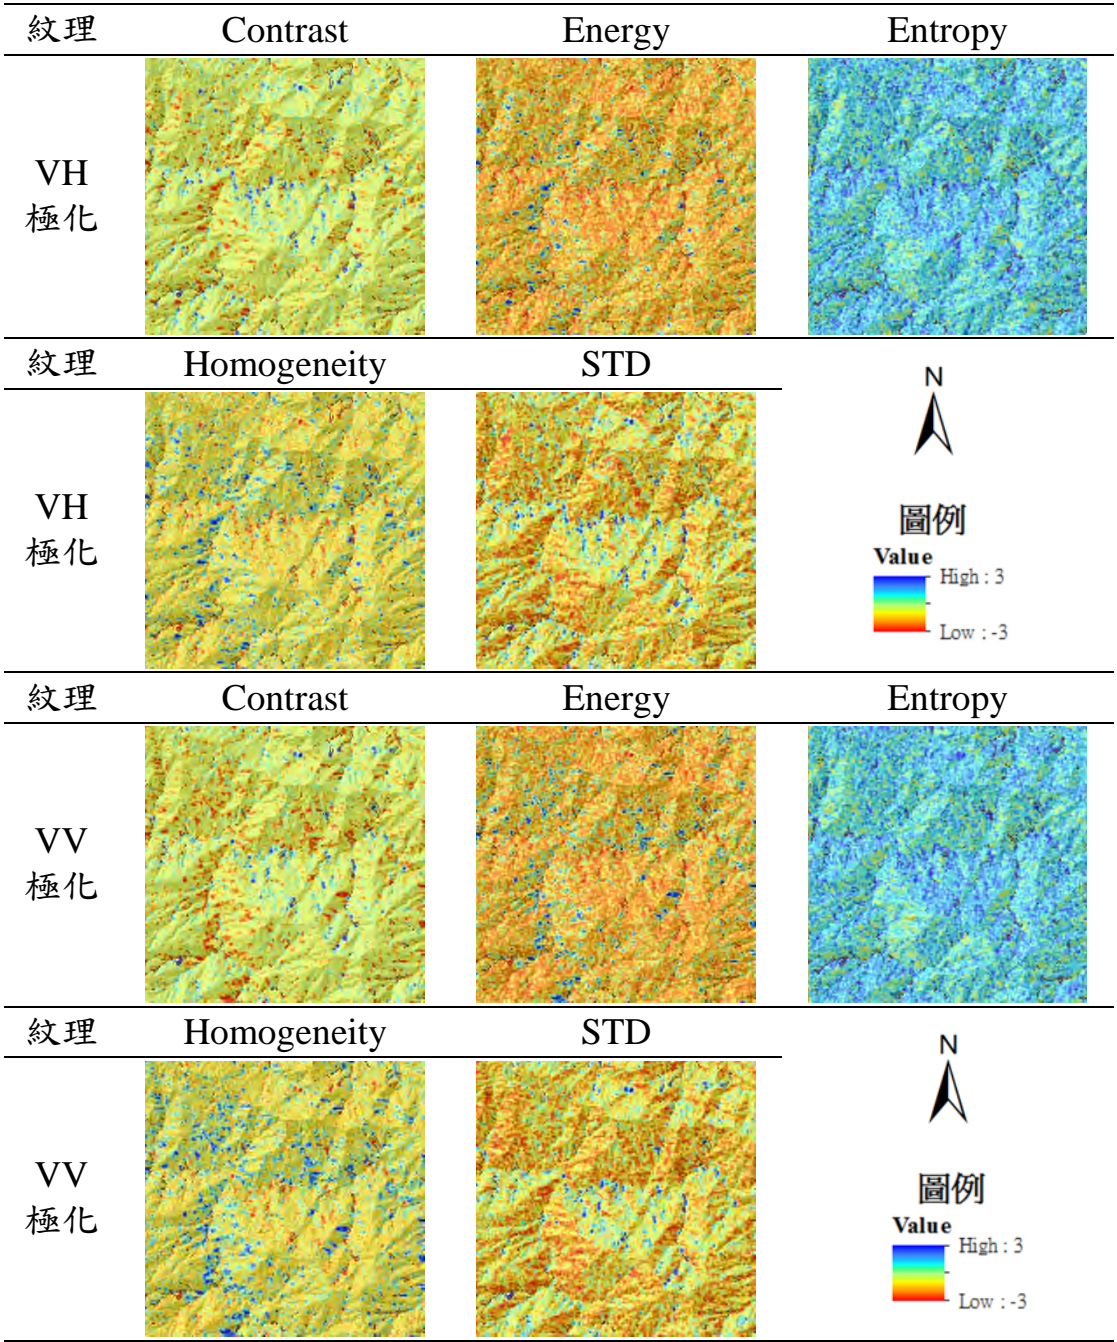 紋理 Contrast Energy Entropy
VH
極化
紋理 Homogeneity STD
N
VH
極化
圖例
Value
High : 3
Low : -3
紋理 Contrast Energy Entropy
VV
極化
紋理 Homogeneity STD
N
VV
極化
圖例
Value
High : 3
Low : -3